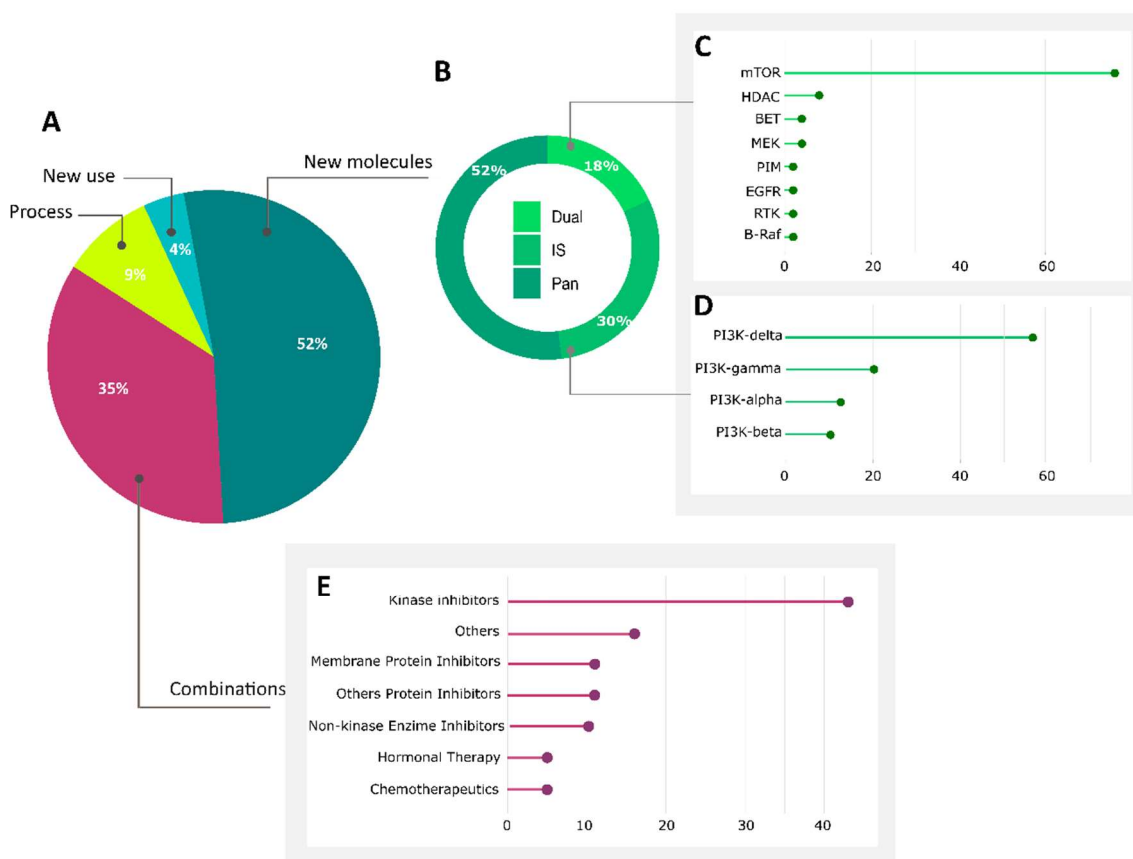 A
New use
Process
New molecules
4%
9%
52%
35%
Combinations
B
52%
18%
30%
Dual
IS
Pan
C
mTOR
HDAC
BET
MEK
PIM
EGFR
RTK
B-Raf
0 20 40 60
D
PI3K-delta
PI3K-gamma
PI3K-alpha
PI3K-beta
0 20 40 60
E
Kinase inhibitors
Others
Membrane Protein Inhibitors
Others Protein Inhibitors
Non-kinase Enzime Inhibitors
Hormonal Therapy
Chemotherapeutics
0 10 20 30 40